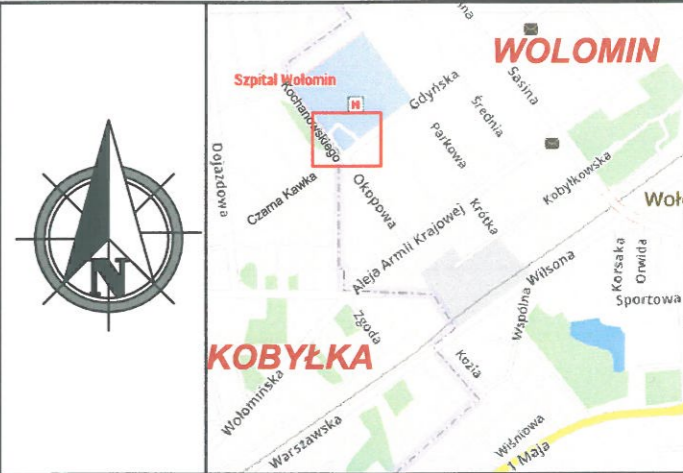 WOLOMIN
Szpital Wołomin
H
Kochanowskiego
Gdyńska
Sasina
Średnia
Parkowa
Dojazdowa
Czarna Kawka
Okopowa
Krótka
Kobyłkowska
Aleja Armii Krajowej
Wilsona
Wspólna
Korsaka
Orwida
Sportowa
N
Zgoda
KOBYŁKA
Kozia
Wołomińska
Warszawska
Wiśniowa
1 Maja